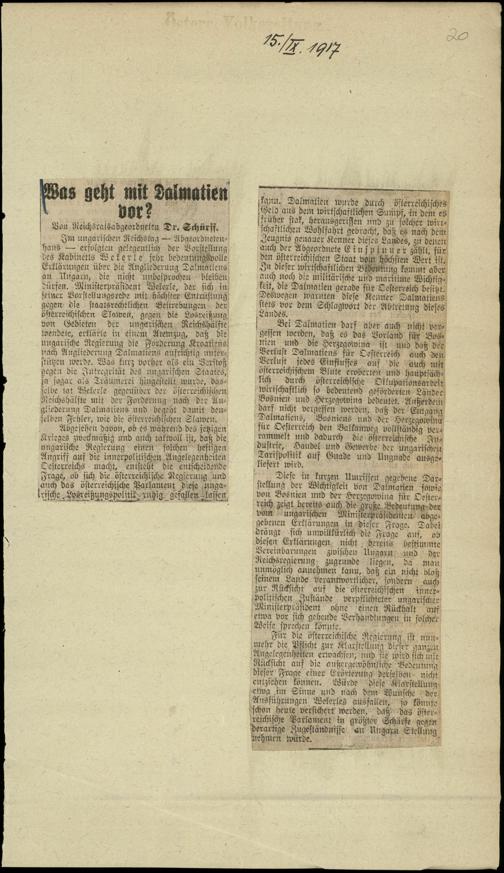 Österr. Volkszeitung
15./IX. 1917
20
Was geht mit Dalmatien
vor?
Von Reichsratsabgeordneten Dr. Schürff.
Im ungarischen Reichstag — Abgeordneten-
haus — erfolgten gelegentlich der Vorstellung
des Kabinetts Wekerle sehr bedeutungsvolle
Erklärungen über die Angliederung Dalmatiens
an Ungarn, die nicht unbesprochen bleiben
dürfen. Ministerpräsident Wekerle, der sich in
seiner Vorstellungsrede mit höchster Entrüstung
gegen die staatsrechtlichen Bestrebungen der
österreichischen Slawen, gegen die Losreißung
von Gebieten der ungarischen Reichshälfte
wendete, erklärte in einem Atemzug, daß die
ungarische Regierung die Forderung Kroatiens
nach Angliederung Dalmatiens aufrichtig unter-
stützen werde. Was kurz vorher als ein Verstoß
gegen die Integrität des ungarischen Staates,
ja sogar als Träumerei hingestellt wurde, das-
selbe tut Wekerle gegenüber der österreichischen
Reichshälfte mit der Forderung nach der An-
gliederung Dalmatiens und begeht damit den-
selben Fehler, wie die österreichischen Slawen.
Abgesehen davon, ob es während des jetzigen
Krieges zweckmäßig und auch taktvoll ist, daß die
ungarische Regierung einen solchen heftigen
Angriff auf die innerpolitischen Angelegenheiten
Oesterreichs macht, entsteht die entscheidende
Frage, ob sich die österreichische Regierung und
auch das österreichische Parlament diese unga-
rische Losreißungspolitik ruhig gefallen lassen
kann. Dalmatien wurde durch österreichisches
Geld aus dem wirtschaftlichen Sumpf, in dem es
früher stak, herausgerissen und zu solcher wirt-
schaftlichen Wohlfahrt gebracht, daß es nach dem
Zeugnis genauer Kenner dieses Landes, zu denen
auch der Abgeordnete Einspinner zählt, für
den österreichischen Staat vom höchsten Wert ist.
Zu dieser wirtschaftlichen Bedeutung kommt aber
auch noch die militärische und maritime Wichtig-
keit, die Dalmatien gerade für Oesterreich besitzt.
Deswegen warnten diese Kenner Dalmatiens
stets vor dem Schlagwort der Abtretung dieses
Landes.
Bei Dalmatien darf aber auch nicht ver-
gessen werden, daß es das Vorland für Bos-
nien und die Herzegowina ist und daß der
Verlust Dalmatiens für Oesterreich auch den
Verlust jedes Einflusses auf die auch mit
österreichischem Blute eroberten und hauptsäch-
lich durch österreichische Okkupationsarbeit
wirtschaftlich so bedeutend geförderten Länder
Bosnien und Herzegowina bedeutet. Außerdem
darf nicht vergessen werden, daß der Eingang
Dalmatiens, Bosniens und der Herzegowina
für Oesterreich den Balkanweg vollständig ver-
rammelt und dadurch die österreichische In-
dustrie, Handel und Gewerbe der ungarischen
Tarifpolitik auf Gnade und Ungnade ausge-
liefert wird.
Diese in kurzen Umrissen gegebene Dar-
stellung der Wichtigkeit von Dalmatien sowie
von Bosnien und der Herzegowina für Oester-
reich zeigt bereits auch die große Bedeutung der
vom ungarischen Ministerpräsidenten abge-
gebenen Erklärungen in dieser Frage. Dabei
drängt sich unwillkürlich die Frage auf, ob
diesen Erklärungen nicht bereits bestimmte
Vereinbarungen zwischen Ungarn und der
Reichsregierung zugrunde liegen, da man
unmöglich annehmen kann, daß ein nicht bloß
seinem Lande verantwortlicher, sondern auch
zur Rücksicht auf die österreichischen inner-
politischen Zustände verpflichteter ungarischer
Ministerpräsident ohne einen Rückhalt auf
etwa vor sich gehende Verhandlungen in solcher
Weise sprechen könnte.
Für die österreichische Regierung ist nun-
mehr die Pflicht zur Klarstellung dieser ganzen
Angelegenheiten erwachsen, und sie wird sich mit
Rücksicht auf die außergewöhnliche Bedeutung
dieser Frage einer Erörterung derselben nicht
entziehen können. Würde diese Klarstellung
etwa im Sinne und nach dem Wunsche der
Ausführungen Wekerles ausfallen, so könnte
schon heute versichert werden, daß das öster-
reichische Parlament in größter Schärfe gegen
derartige Zugeständnisse an Ungarn Stellung
nehmen würde.